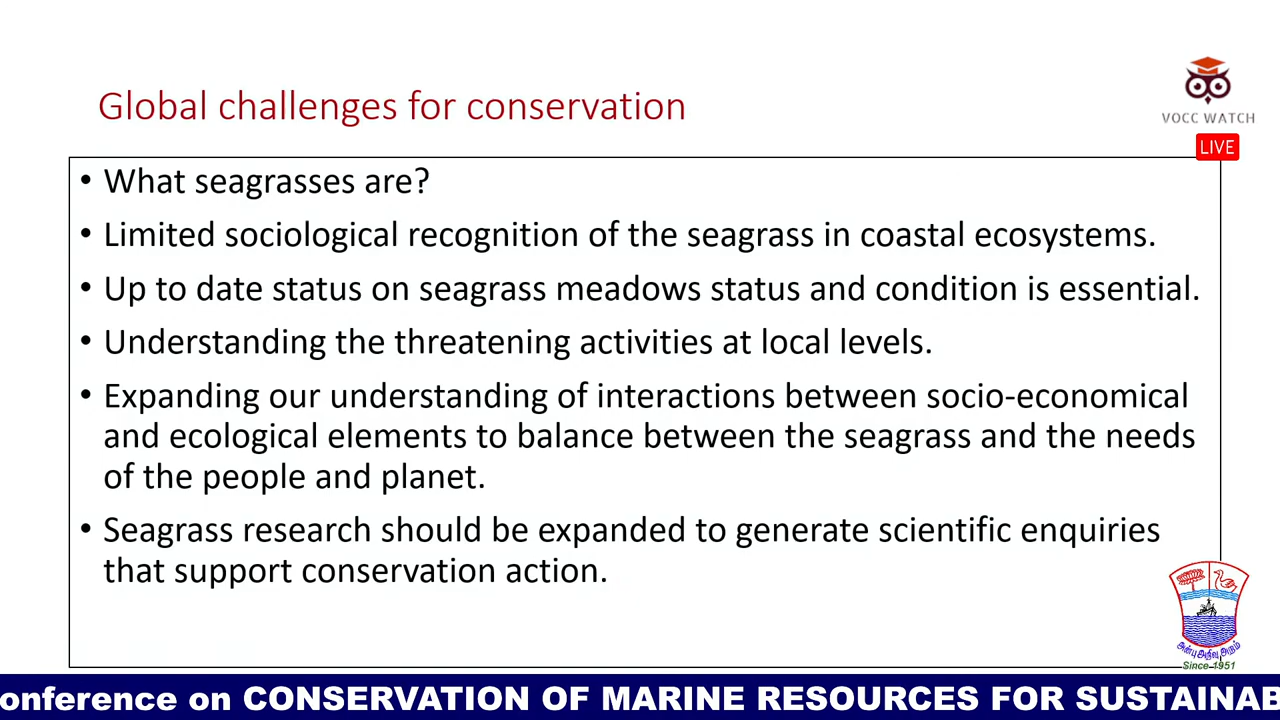 Global challenges for conservation
VOCC WATCH
LIVE
• What seagrasses are?
• Limited sociological recognition of the seagrass in coastal ecosystems.
• Up to date status on seagrass meadows status and condition is essential.
• Understanding the threatening activities at local levels.
• Expanding our understanding of interactions between socio-economical
and ecological elements to balance between the seagrass and the needs
of the people and planet.
• Seagrass research should be expanded to generate scientific enquiries
that support conservation action.
அன்பு அறிவு அரும்
Since-1951
onference on CONSERVATION OF MARINE RESOURCES FOR SUSTAINAB